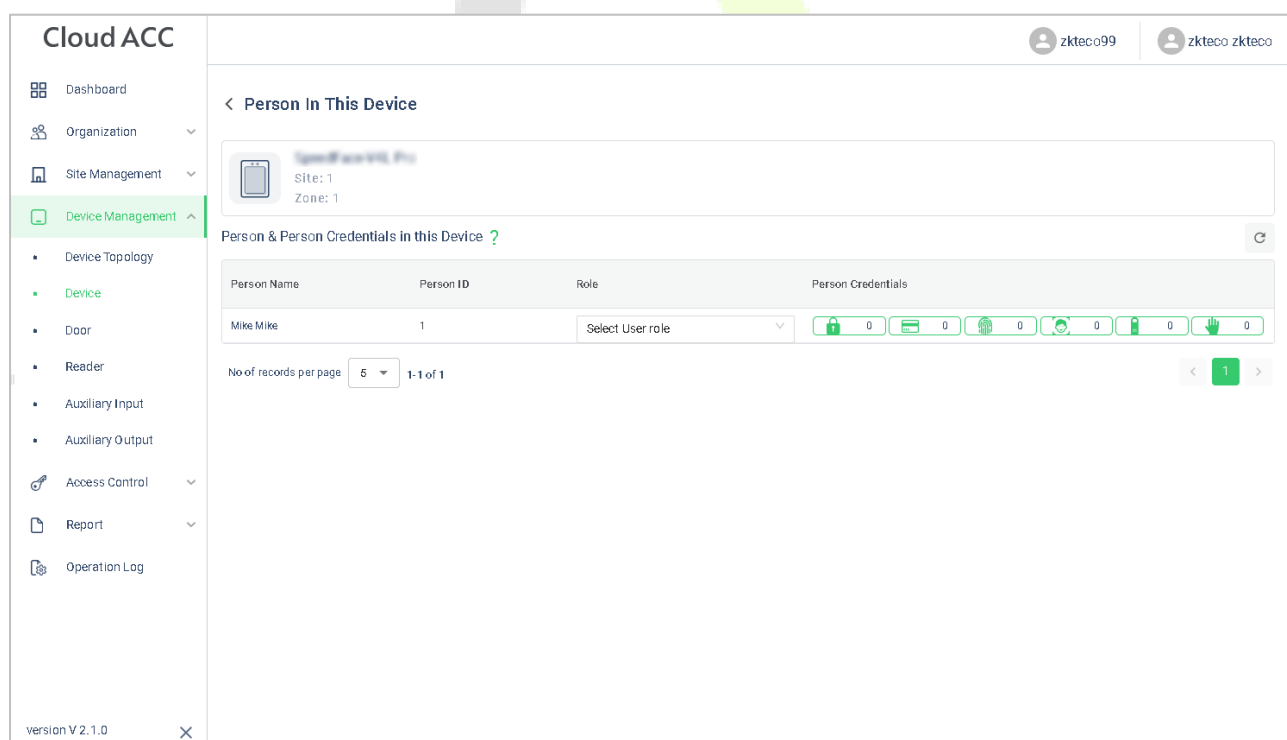 Cloud ACC
zkteco99
zkteco zkteco
Dashboard
Organization
Site Management
Device Management
Device Topology
Device
Door
Reader
Auxiliary Input
Auxiliary Output
Access Control
Report
Operation Log
version V 2.1.0
Person In This Device
SpeedFace-V4L Pro
Site: 1
Zone: 1
Person & Person Credentials in this Device ?
Person Name Person ID Role Person Credentials
Mike Mike 1 Select User role 0 0 0 0 0 0
No of records per page 5 1-1 of 1 < 1 >